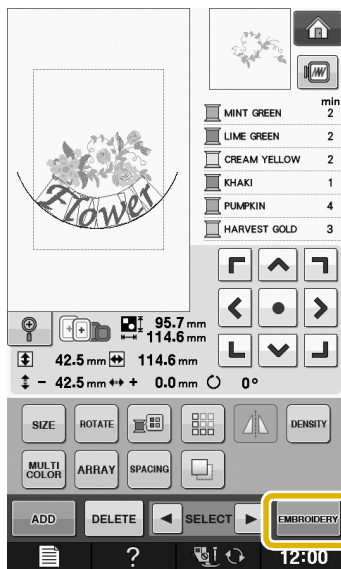 min
MINT GREEN 2
LIME GREEN 2
CREAM YELLOW 2
KHAKI 1
PUMPKIN 4
HARVEST GOLD 3
Flower
95.7 mm
114.6 mm
42.5 mm 114.6 mm
- 42.5 mm + 0.0 mm 0°
SIZE ROTATE DENSITY
MULTI COLOR ARRAY SPACING
ADD DELETE SELECT EMBROIDERY
? 12:00